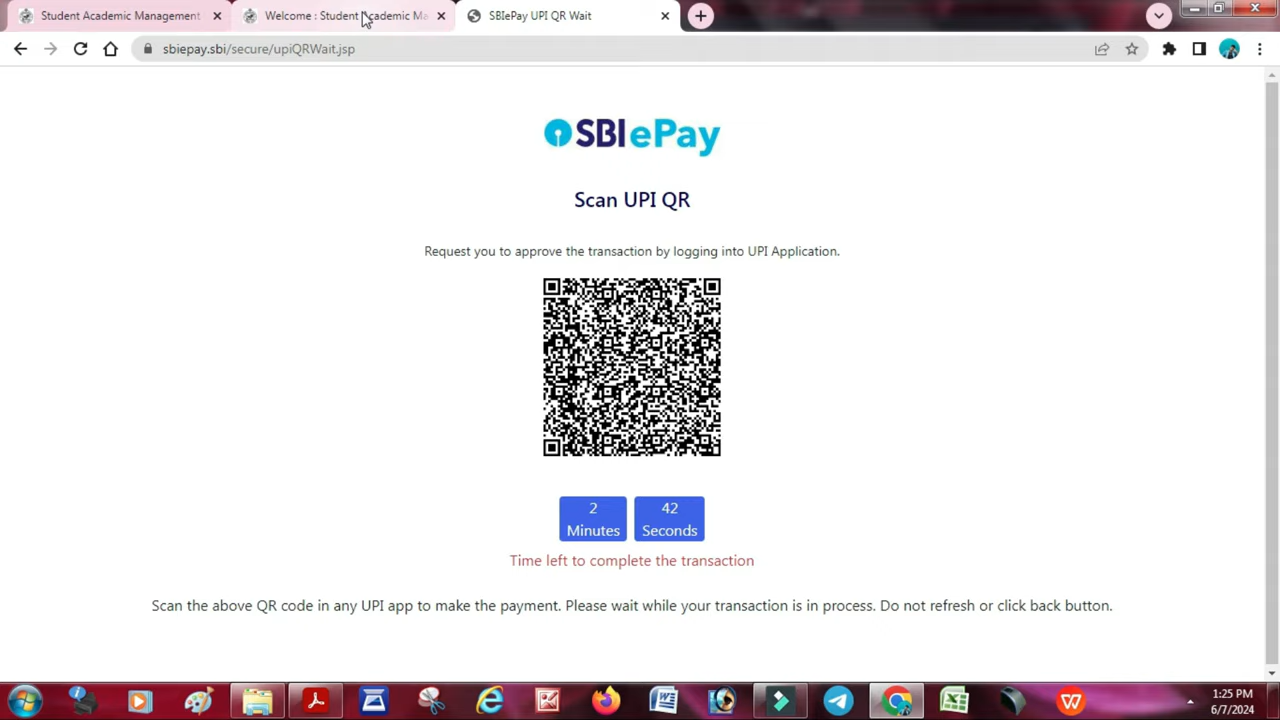 Student Academic Management
Welcome : Student Academic Ma
SBIePay UPI QR Wait
sbiepay.sbi/secure/upiQRWait.jsp
SBI ePay
Scan UPI QR
Request you to approve the transaction by logging into UPI Application.
2 Minutes
42 Seconds
Time left to complete the transaction
Scan the above QR code in any UPI app to make the payment. Please wait while your transaction is in process. Do not refresh or click back button.
1:25 PM
6/7/2024